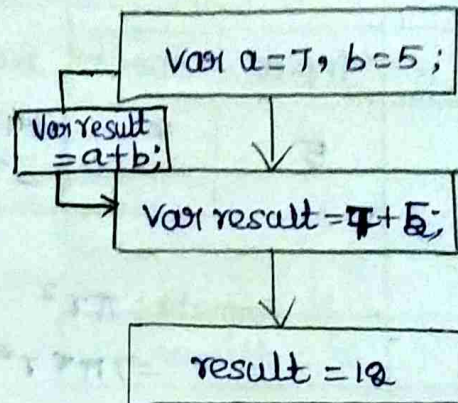 var a=7, b=5;
var result
=a+b;
var result=7+5;
result =12